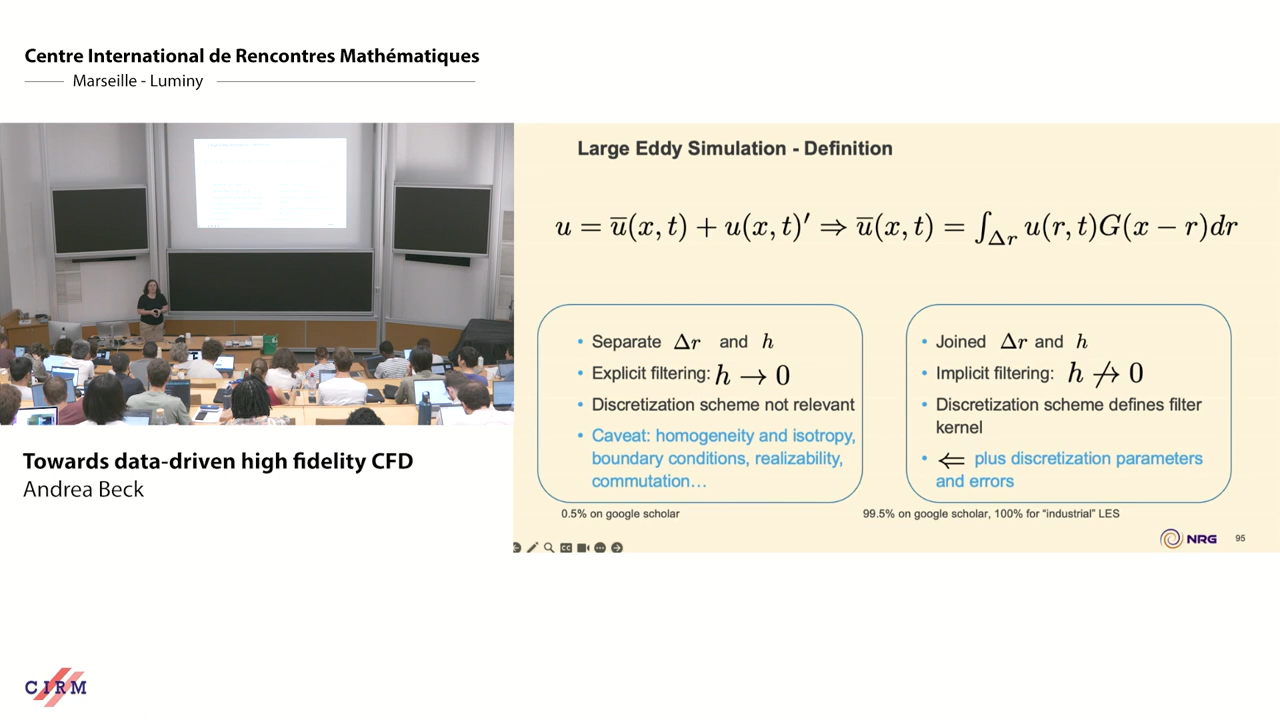 Centre International de Rencontres Mathématiques
Marseille - Luminy
Large Eddy Simulation - Definition
u = u̅(x, t) + u(x, t)′ ⇒ u̅(x, t) = ∫_Δr u(r, t)G(x − r)dr
• Separate Δr and h
• Explicit filtering: h → 0
• Discretization scheme not relevant
• Caveat: homogeneity and isotropy,
boundary conditions, realizability,
commutation…
0.5% on google scholar
• Joined Δr and h
• Implicit filtering: h ↛ 0
• Discretization scheme defines filter
kernel
• ⇐ plus discretization parameters
and errors
99.5% on google scholar, 100% for “industrial” LES
NRG 95
Towards data-driven high fidelity CFD
Andrea Beck
CIRM